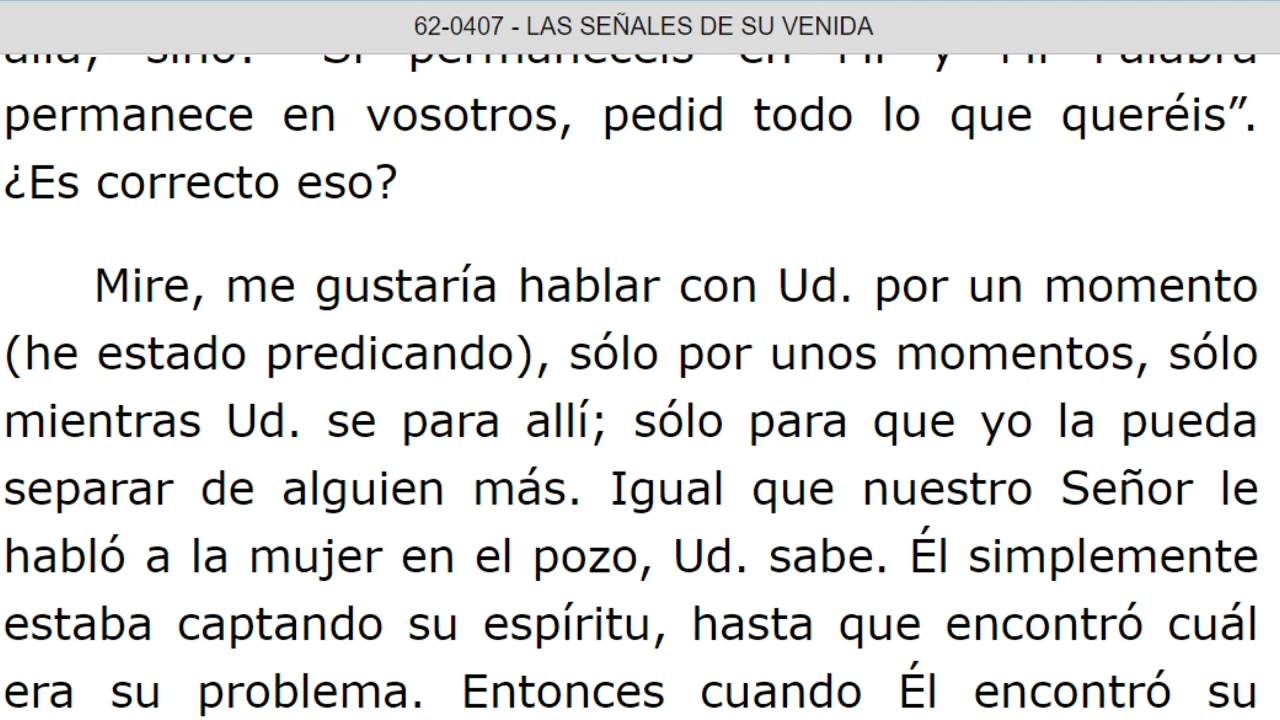 62-0407 - LAS SEÑALES DE SU VENIDA
permanece en vosotros, pedid todo lo que queréis”.
¿Es correcto eso?
Mire, me gustaría hablar con Ud. por un momento
(he estado predicando), sólo por unos momentos, sólo
mientras Ud. se para allí; sólo para que yo la pueda
separar de alguien más. Igual que nuestro Señor le
habló a la mujer en el pozo, Ud. sabe. Él simplemente
estaba captando su espíritu, hasta que encontró cuál
era su problema. Entonces cuando Él encontró su